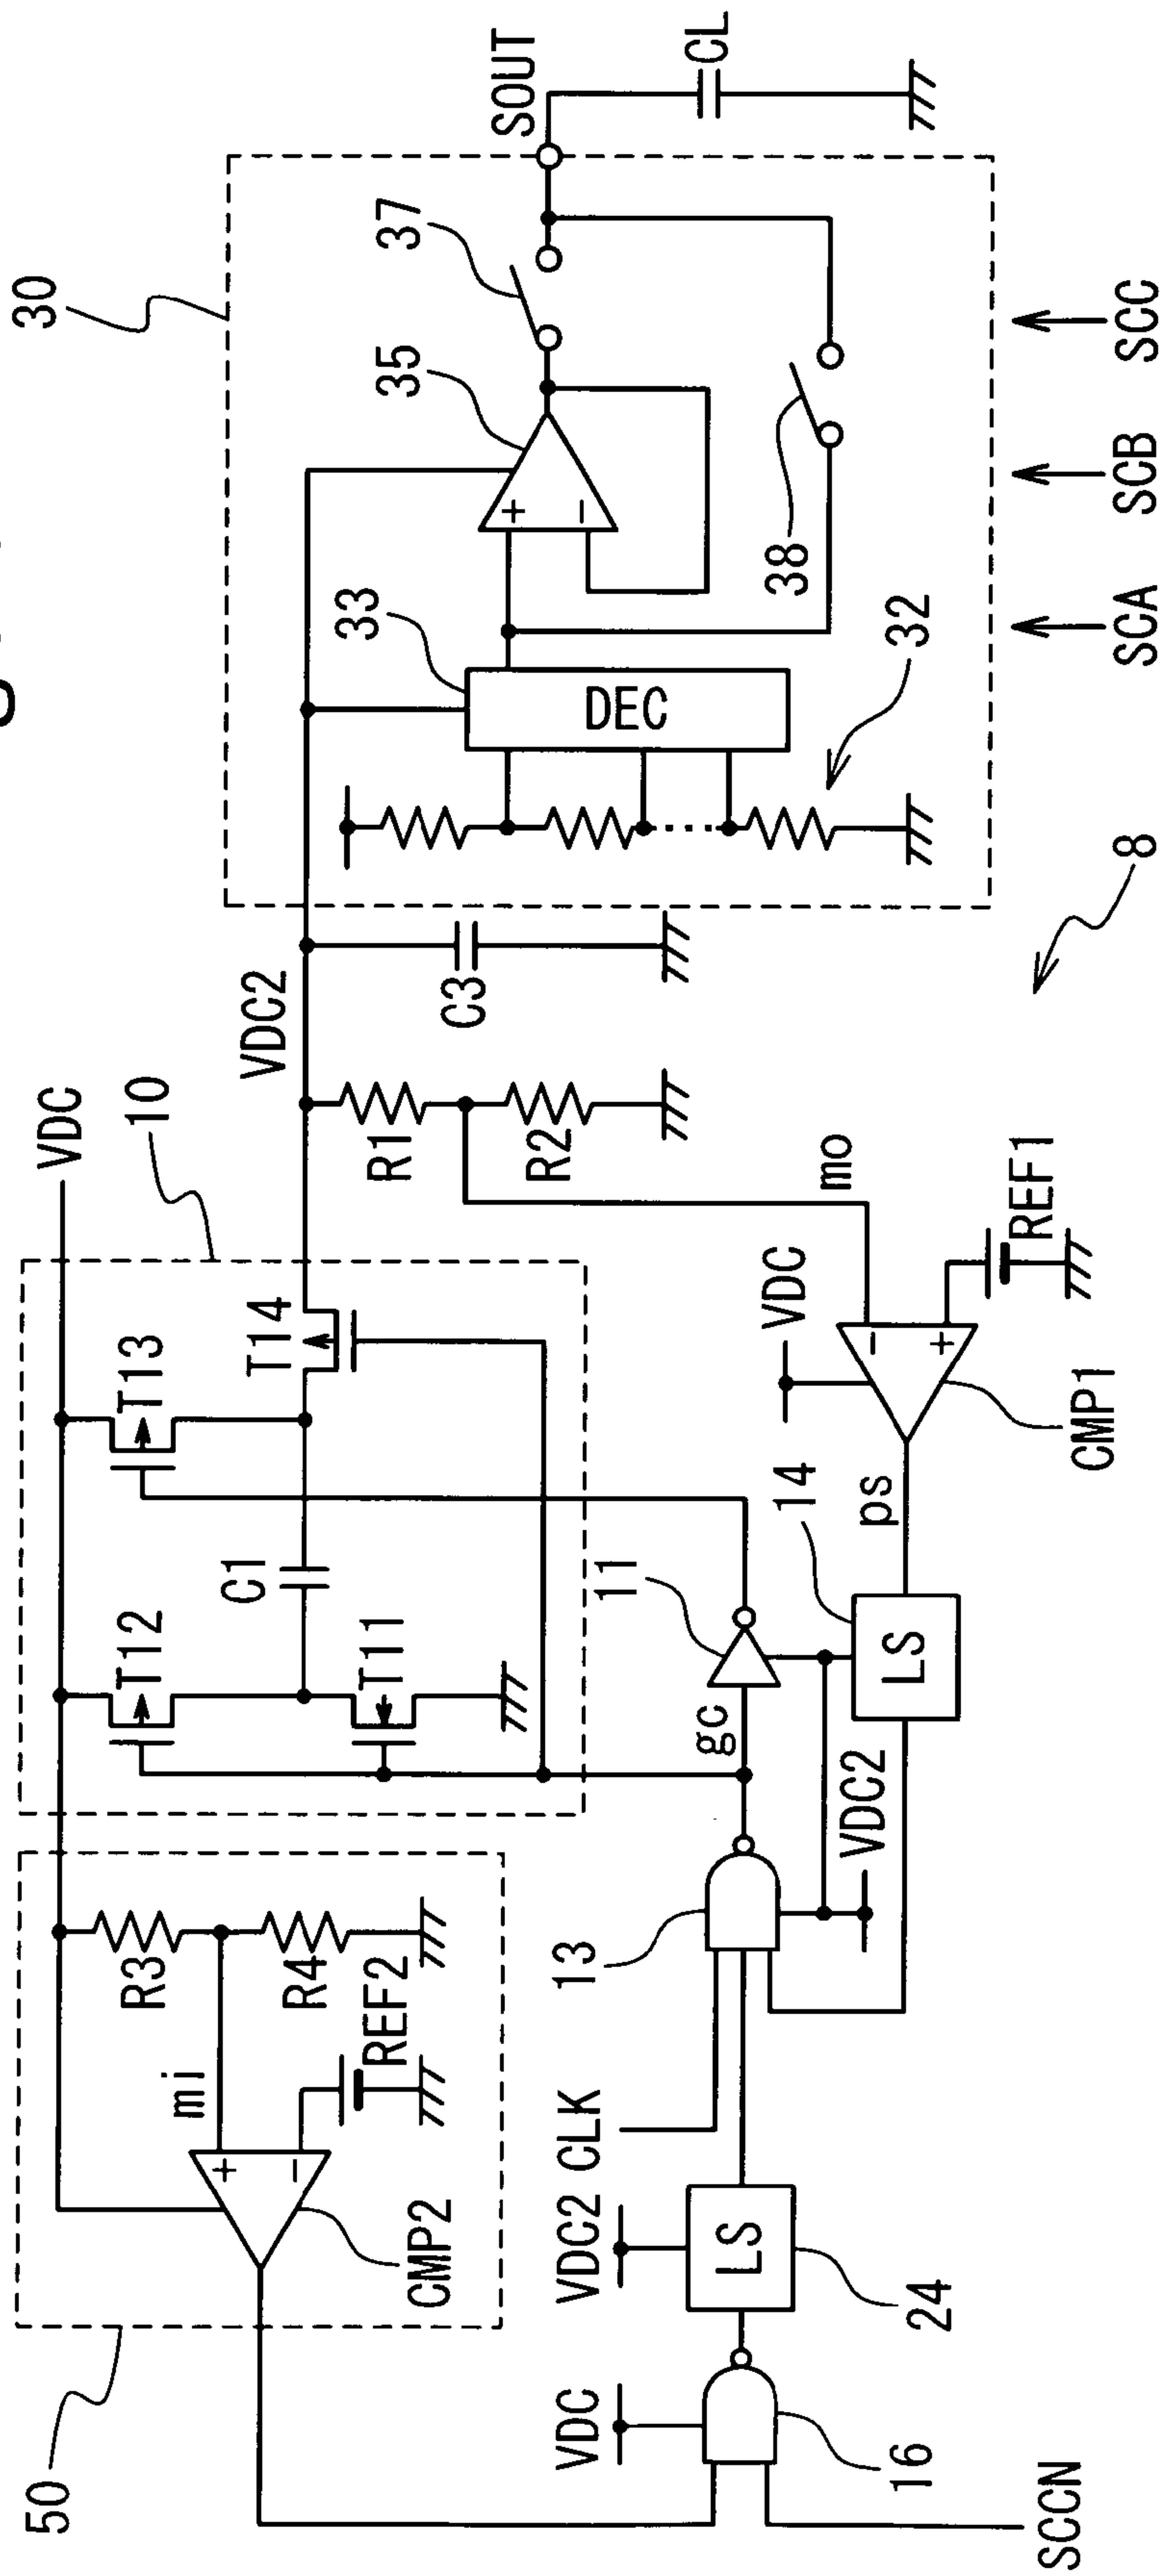 50
VDC
10
VDC2
30
R3
R4
mi
REF2
CMP2
T12
T11
C1
T13
T14
R1
R2
C3
33
35
37
SOUT
CL
DEC
+
−
38
32
+
−
VDC
VDC2
CLK
13
gc
11
14
ps
VDC
mo
REF1
−
+
CMP1
LS
24
16
SCCN
VDC2
LS
8
SCA
SCB
SCC